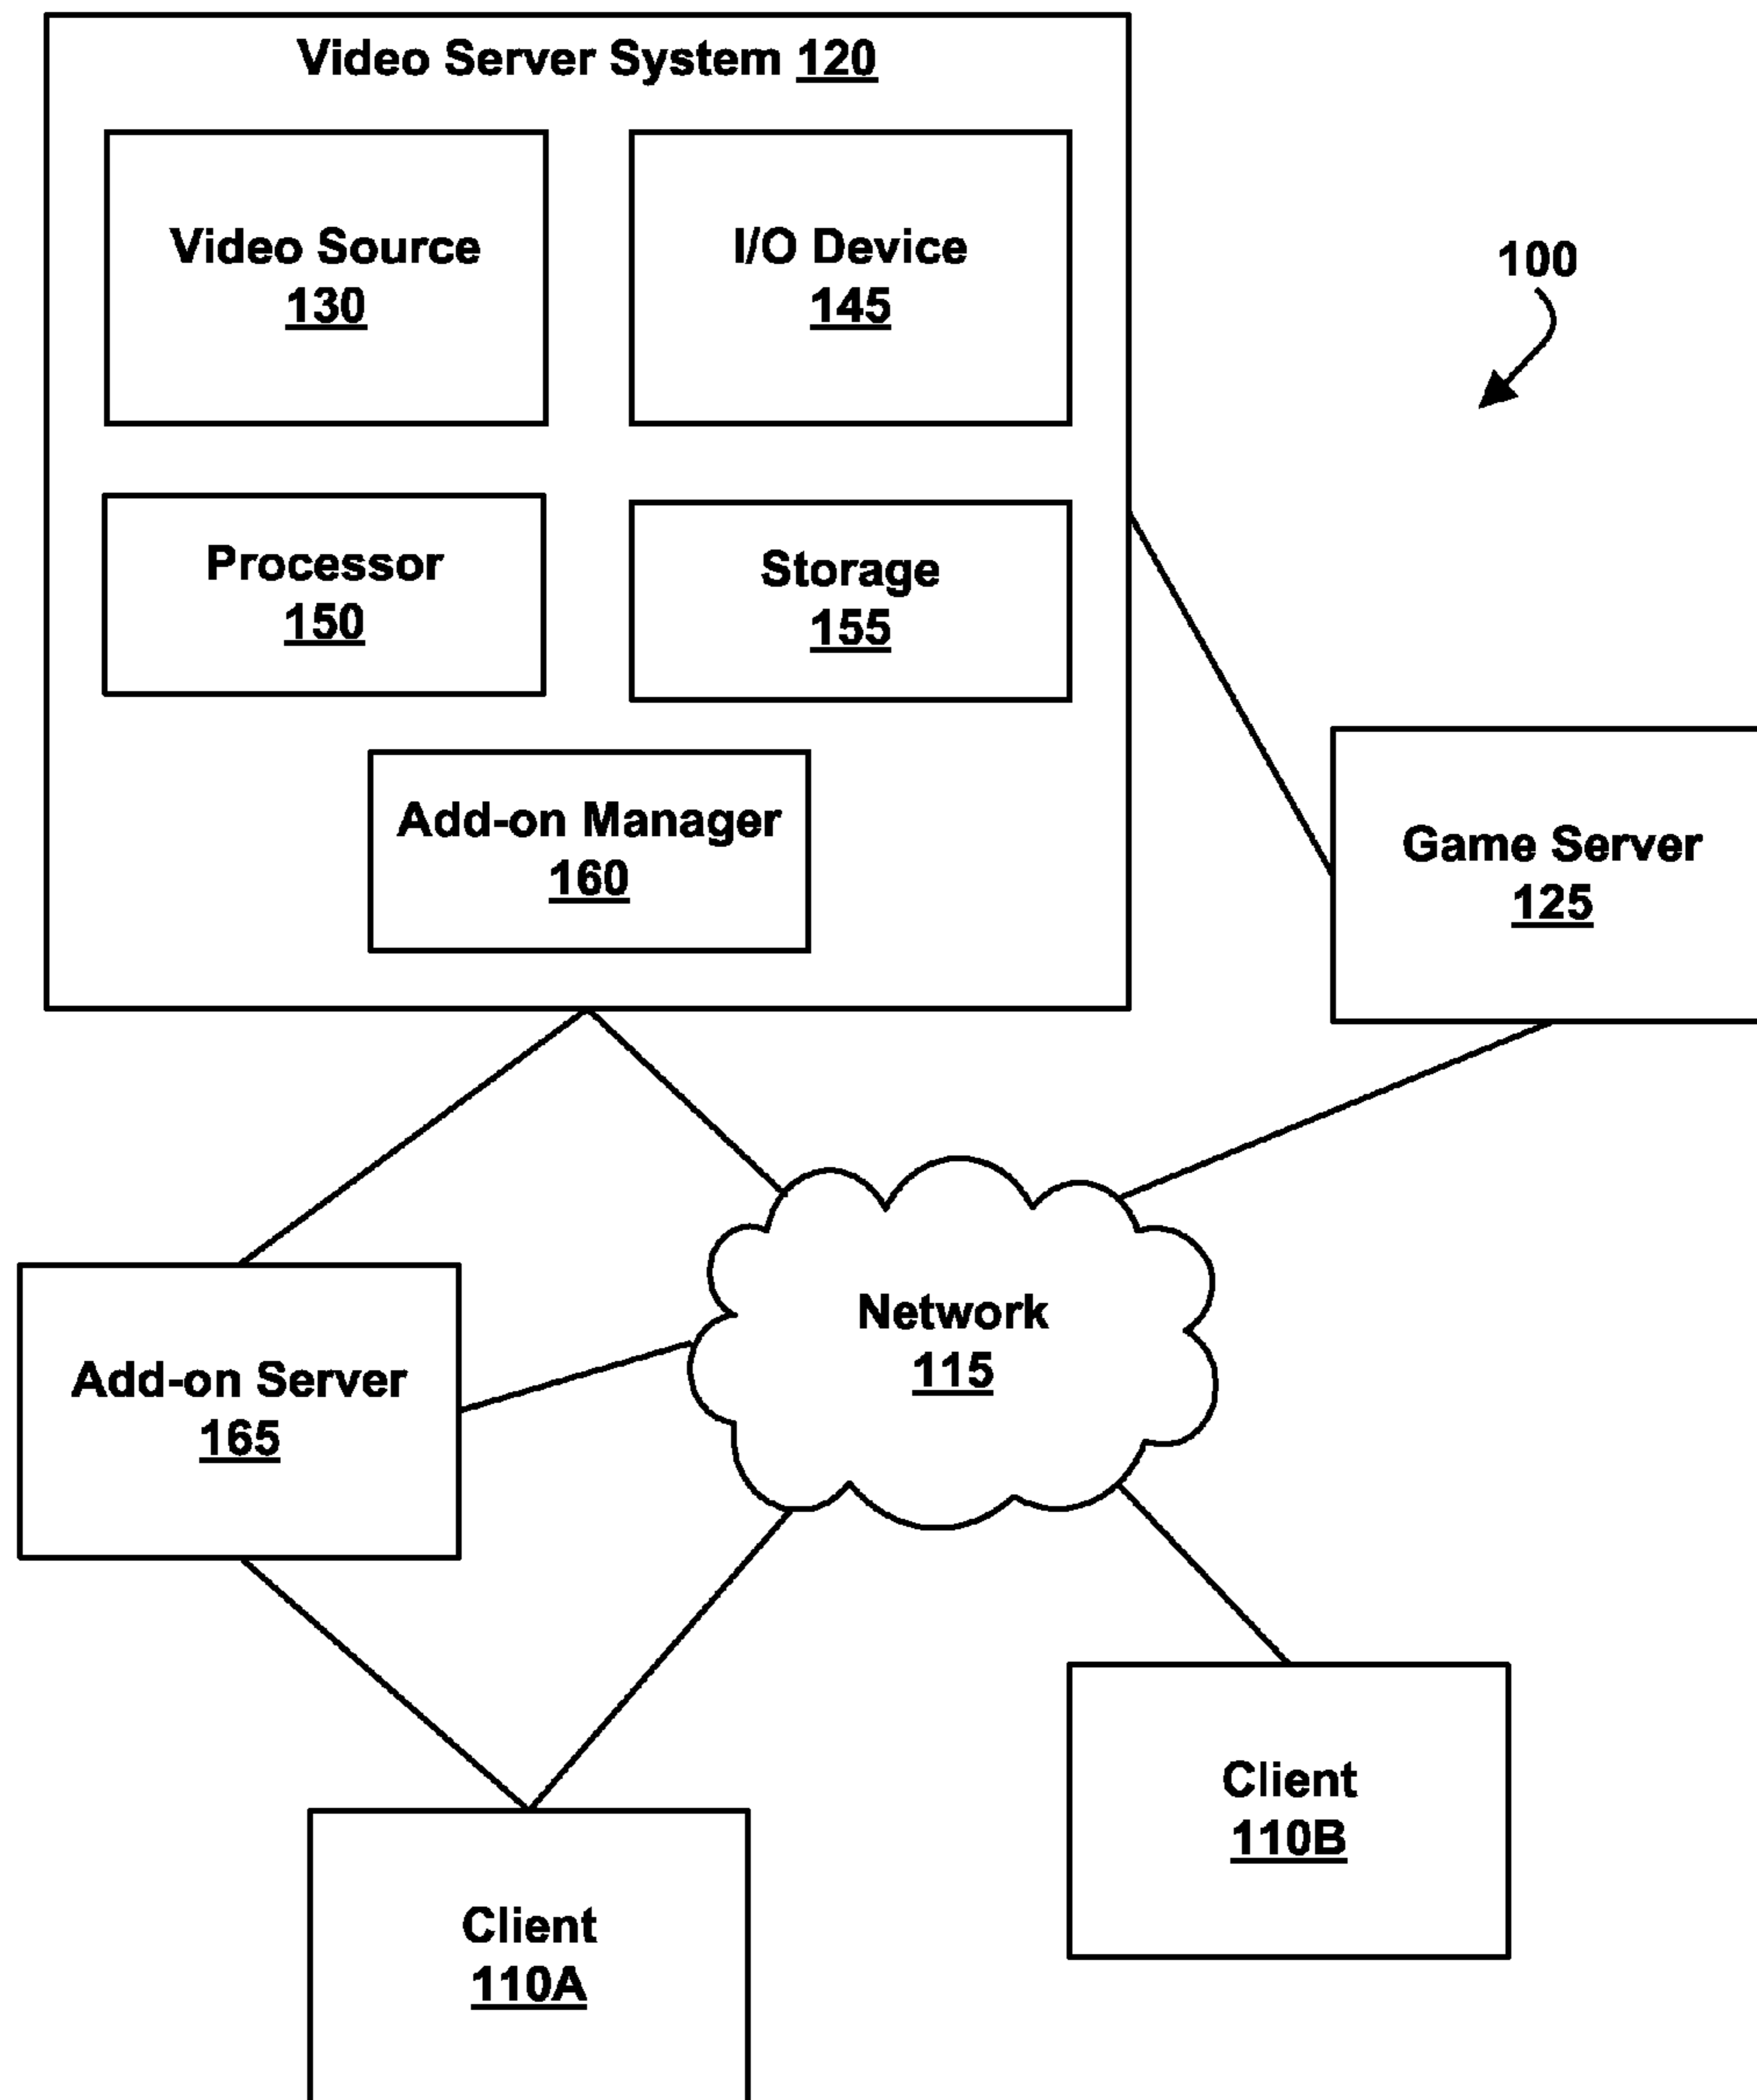 Video Server System 120
Video Source
130
I/O Device
145
100
Processor
150
Storage
155
Add-on Manager
160
Game Server
125
Network
115
Add-on Server
165
Client
110B
Client
110A